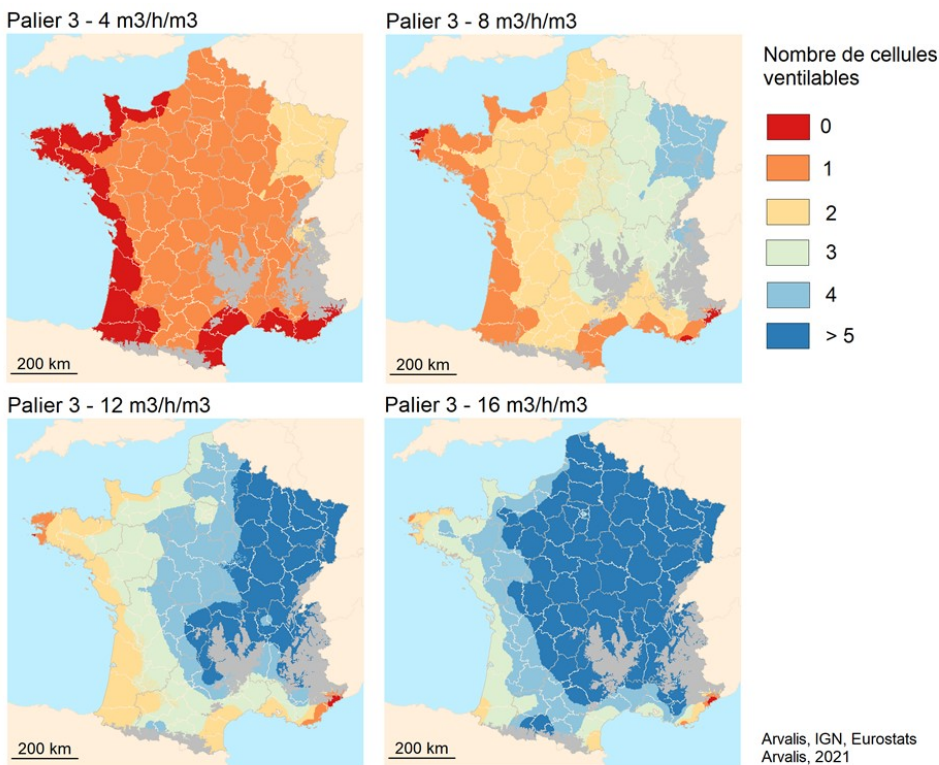 Palier 3 - 4 m3/h/m3
Palier 3 - 8 m3/h/m3
Nombre de cellules
ventilables
0
1
2
3
4
> 5
200 km
200 km
Palier 3 - 12 m3/h/m3
Palier 3 - 16 m3/h/m3
200 km
200 km
Arvalis, IGN, Eurostats
Arvalis, 2021